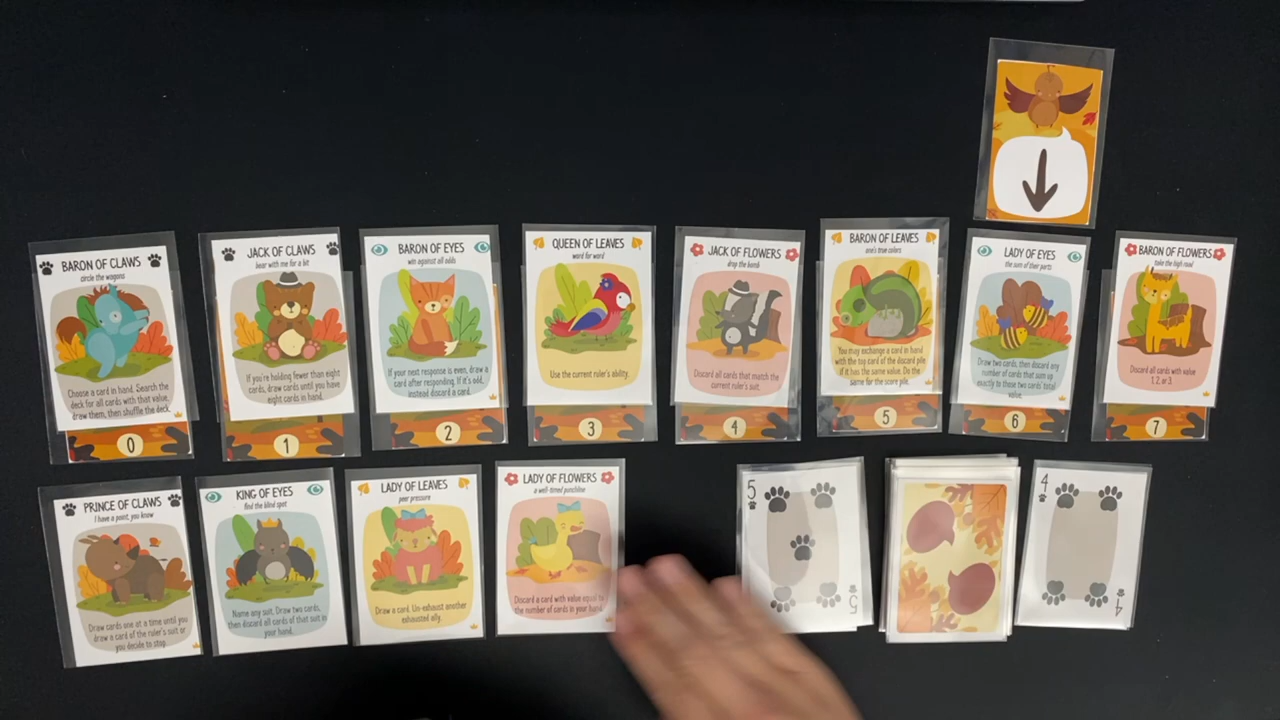 BARON OF CLAWS
circle the wagons
Choose a card in hand. Search the
deck for all cards with that value,
draw them, then shuffle the deck.
0
JACK OF CLAWS
bear with me for a bit
If you're holding fewer than eight
cards, draw cards until you have
eight cards in hand.
1
BARON OF EYES
win against all odds
If your next response is even, draw a
card after responding. If it's odd,
instead discard a card.
2
QUEEN OF LEAVES
word for word
Use the current ruler's ability.
3
JACK OF FLOWERS
drop the bomb
Discard all cards that match the
current ruler's suit.
4
BARON OF LEAVES
one's true colors
You may exchange a card in hand
with the top card of the discard pile
if it has the same value. Do the
same for the score pile.
5
LADY OF EYES
the sum of their parts
Draw two cards, then discard any
number of cards that sum up
exactly to those two cards' total
value.
6
BARON OF FLOWERS
take the high road
Discard all cards with value
1, 2, or 3.
7
PRINCE OF CLAWS
I have a point, you know
Draw cards one at a time until you
draw a card of the ruler's suit or
you decide to stop.
KING OF EYES
find the blind spot
Name any suit. Draw two cards,
then discard all cards of that suit in
your hand.
LADY OF LEAVES
peer pressure
Draw a card. Un-exhaust another
exhausted ally.
LADY OF FLOWERS
a well-timed punchline
Discard a card with value equal to
the number of cards in your hand.
5
5
4
4